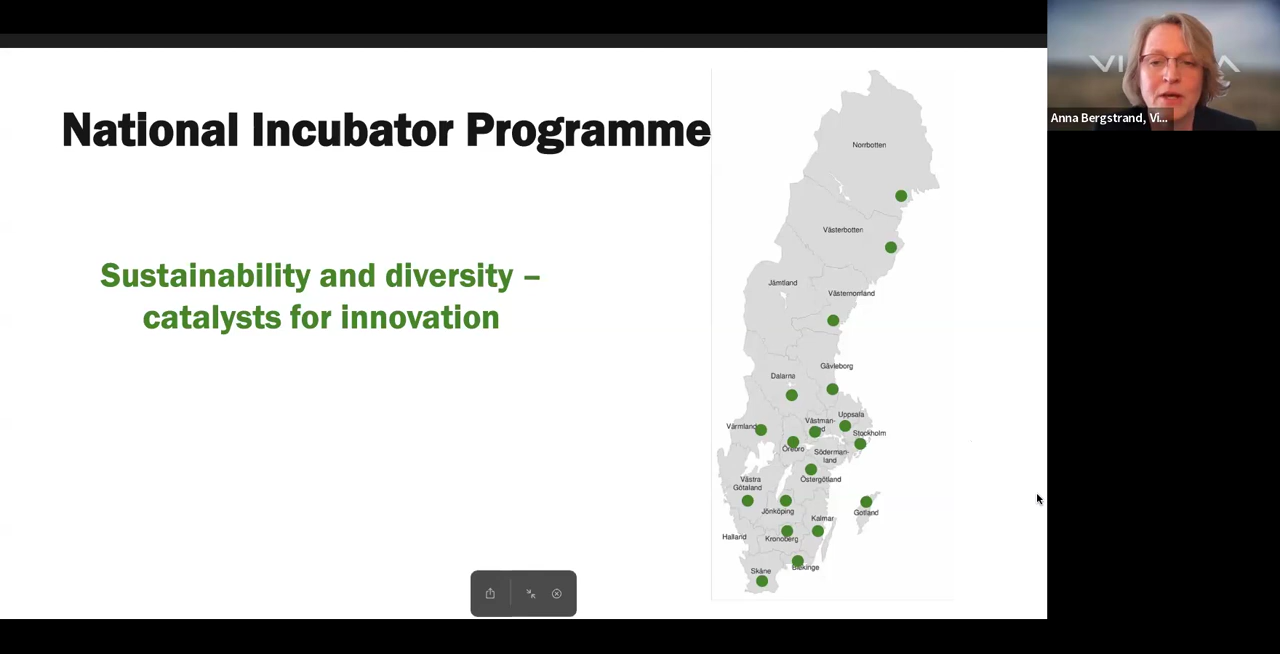 National Incubator Programme
Sustainability and diversity –
catalysts for innovation
Norrbotten
Västerbotten
Jämtland
Västernorrland
Gävleborg
Dalarna
Uppsala
Värmland
Västman-
Stockholm
Örebro
Söderman-
land
Västra
Götaland
Östergötland
Jönköping
Gotland
Kalmar
Halland
Kronoberg
Blekinge
Skåne
Anna Bergstrand, Vi...